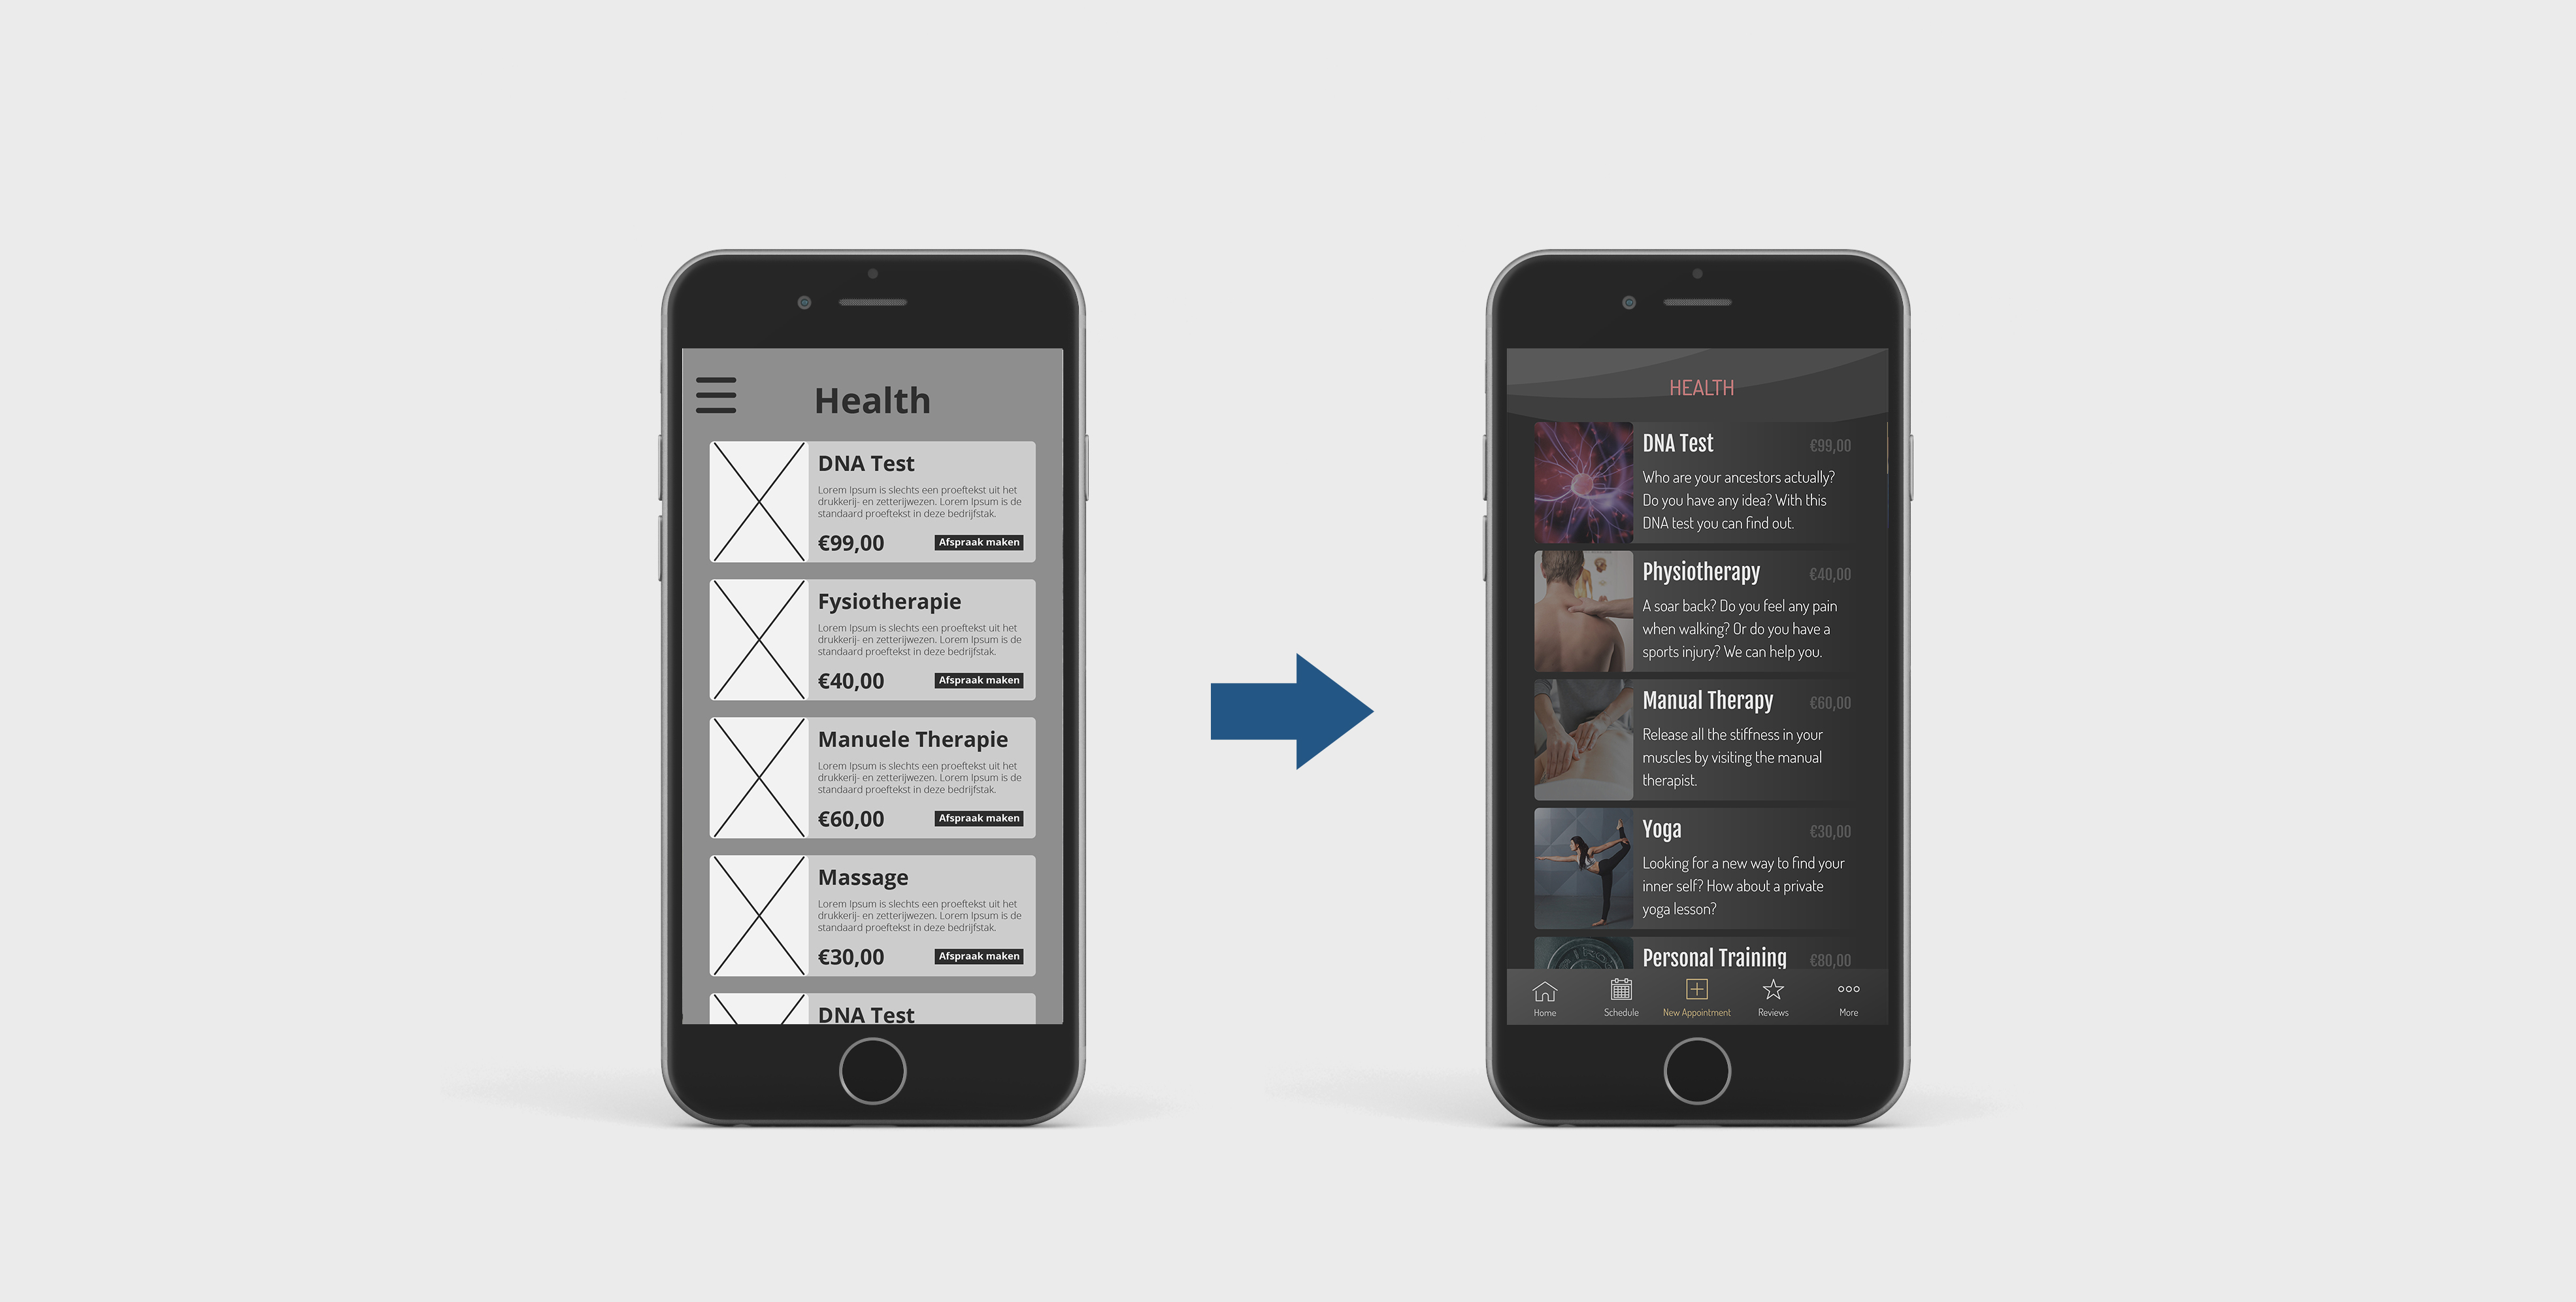 Health
DNA Test
Lorem Ipsum is slechts een proeftekst uit het
drukkerij- en zetterijwezen. Lorem Ipsum is de
standaard proeftekst in deze bedrijfstak.
€99,00
Afspraak maken
Fysiotherapie
Lorem Ipsum is slechts een proeftekst uit het
drukkerij- en zetterijwezen. Lorem Ipsum is de
standaard proeftekst in deze bedrijfstak.
€40,00
Afspraak maken
Manuele Therapie
Lorem Ipsum is slechts een proeftekst uit het
drukkerij- en zetterijwezen. Lorem Ipsum is de
standaard proeftekst in deze bedrijfstak.
€60,00
Afspraak maken
Massage
Lorem Ipsum is slechts een proeftekst uit het
drukkerij- en zetterijwezen. Lorem Ipsum is de
standaard proeftekst in deze bedrijfstak.
€30,00
Afspraak maken
DNA Test
HEALTH
DNA Test
€99,00
Who are your ancestors actually?
Do you have any idea? With this
DNA test you can find out.
Physiotherapy
€40,00
A soar back? Do you feel any pain
when walking? Or do you have a
sports injury? We can help you.
Manual Therapy
€60,00
Release all the stiffness in your
muscles by visiting the manual
therapist.
Yoga
€30,00
Looking for a new way to find your
inner self? How about a private
yoga lesson?
Personal Training
€80,00
Home
Schedule
New Appointment
Reviews
More